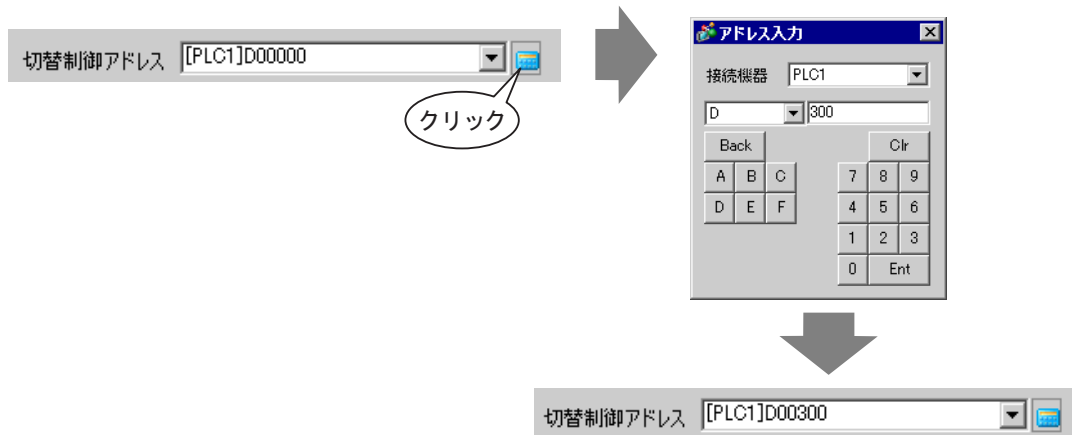 切替制御アドレス [PLC1]D00000
クリック
アドレス入力
接続機器 PLC1
D 300
Back Clr
A B C 7 8 9
D E F 4 5 6
1 2 3
0 Ent
切替制御アドレス [PLC1]D00300